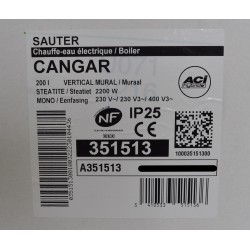 SAUTER
Chauffe-eau électrique / Boiler
CANGAR
200 l VERTICAL MURAL / Muraal
STEATITE / Steatiet 2200 W
MONO / Eenfasing 230 V~/ 230 V3~/ 400 V3~
ACI
NF IP25
351513
100035151300
A351513